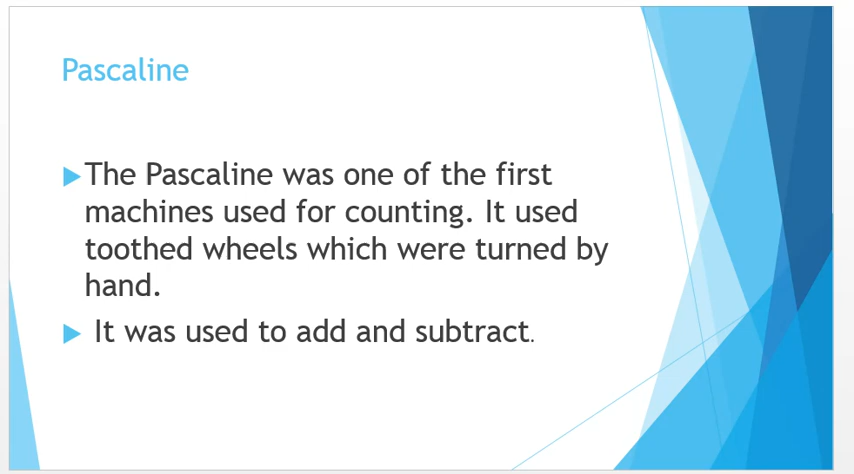 Pascaline
The Pascaline was one of the first
machines used for counting. It used
toothed wheels which were turned by
hand.
It was used to add and subtract.